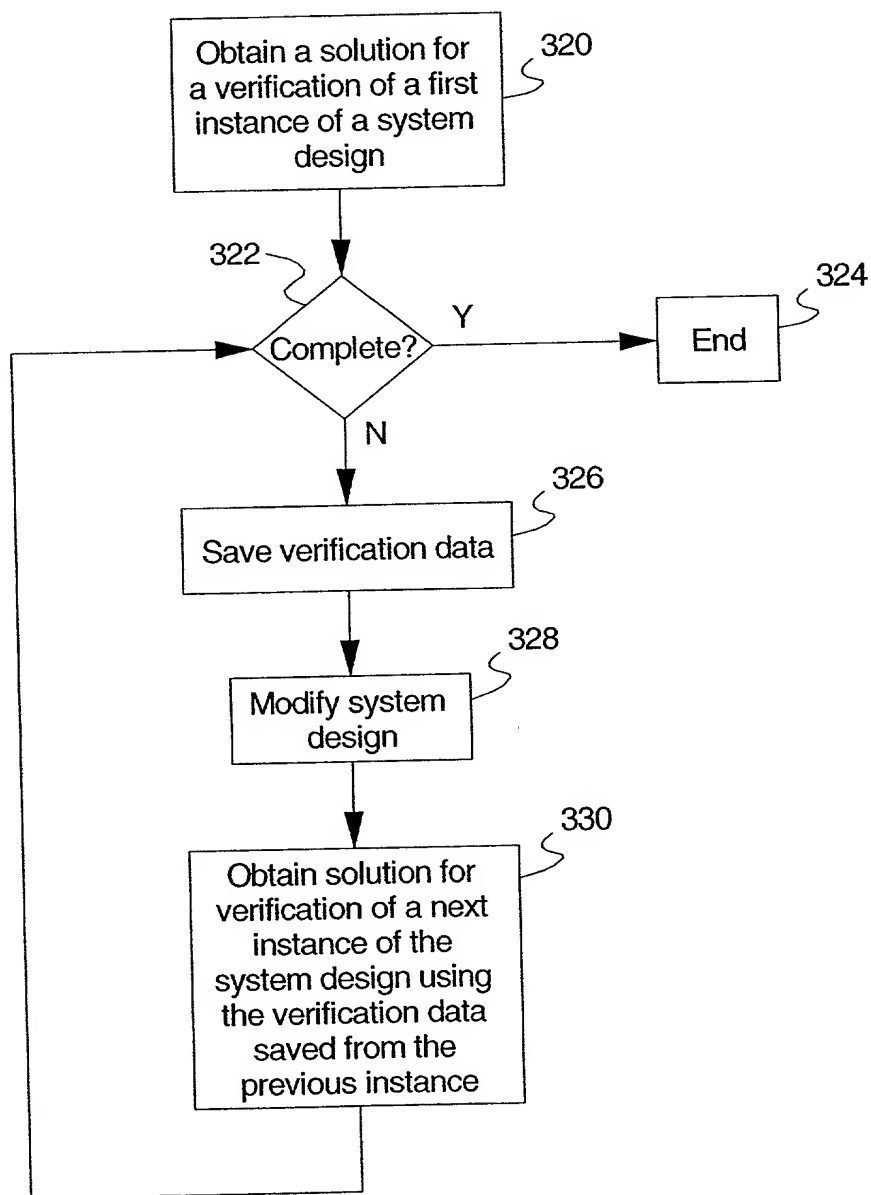 Obtain a solution for
a verification of a first
instance of a system
design
320
322
Complete?
Y
End
324
N
Save verification data
326
Modify system
design
328
Obtain solution for
verification of a next
instance of the
system design using
the verification data
saved from the
previous instance
330